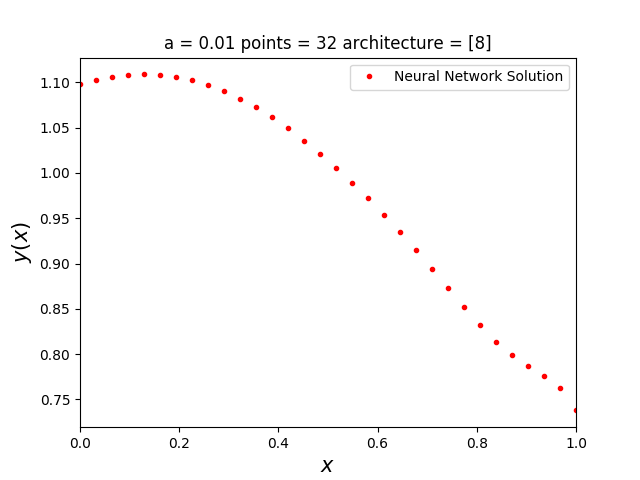 a = 0.01 points = 32 architecture = [8]
Neural Network Solution
1.10
1.05
1.00
0.95
0.90
0.85
0.80
0.75
y(x)
0.0 0.2 0.4 0.6 0.8 1.0
x